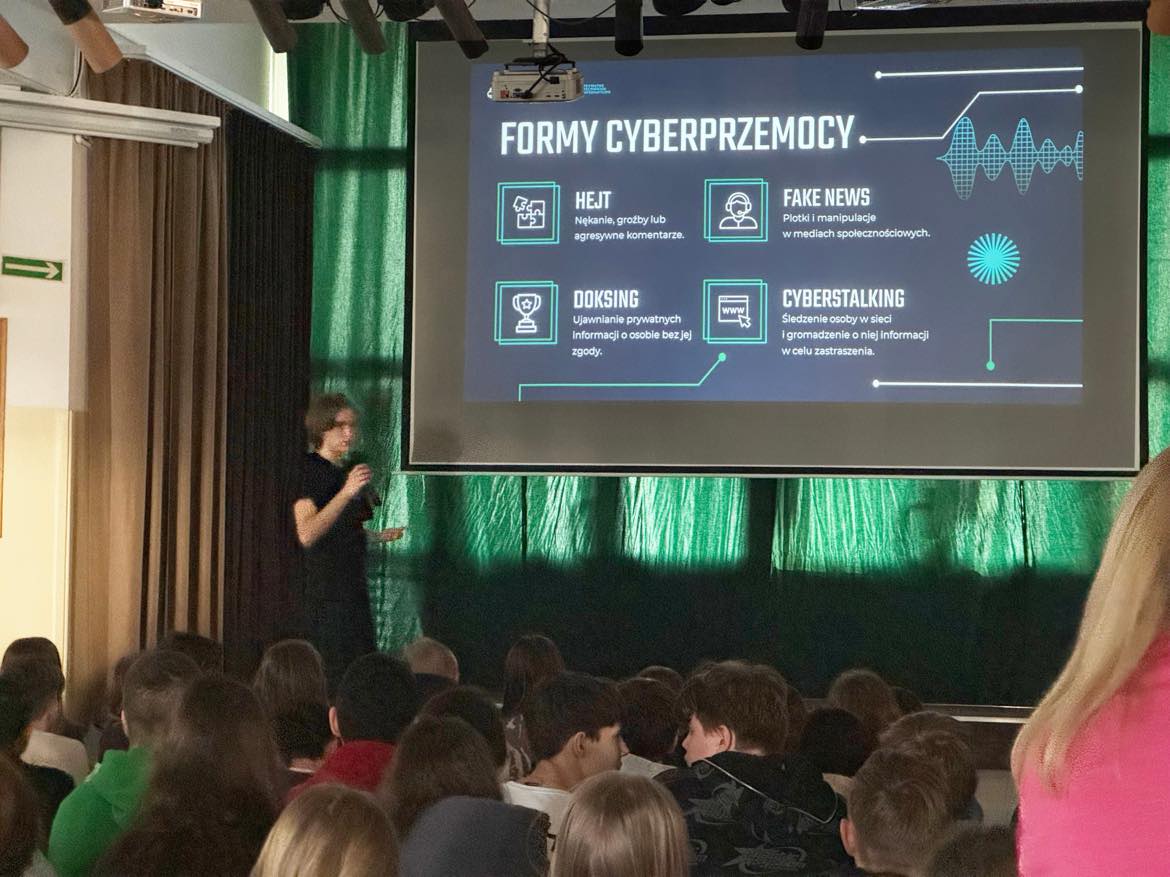 FORMY CYBERPRZEMOCY
HEJT
Nękanie, groźby lub
agresywne komentarze.
FAKE NEWS
Plotki i manipulacje
w mediach społecznościowych.
DOKSING
Ujawnianie prywatnych
informacji o osobie bez jej
zgody.
WWW
CYBERSTALKING
Śledzenie osoby w sieci
i gromadzenie o niej informacji
w celu zastraszenia.